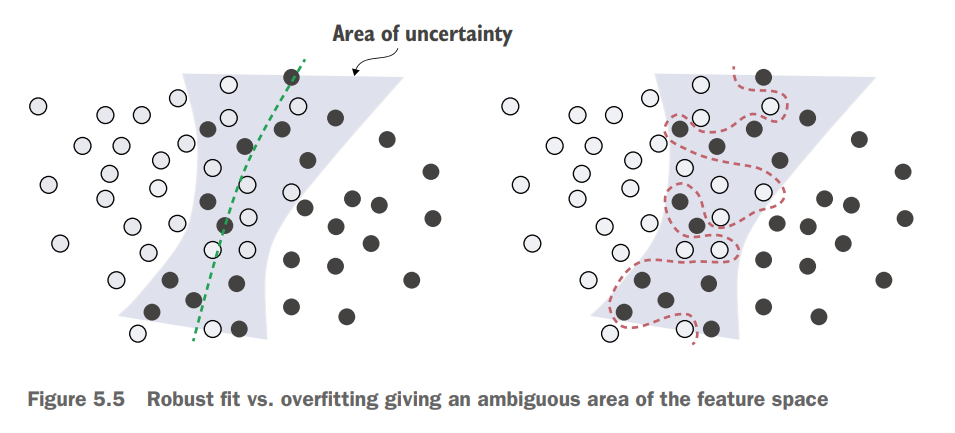 Area of uncertainty
Figure 5.5 Robust fit vs. overfitting giving an ambiguous area of the feature space